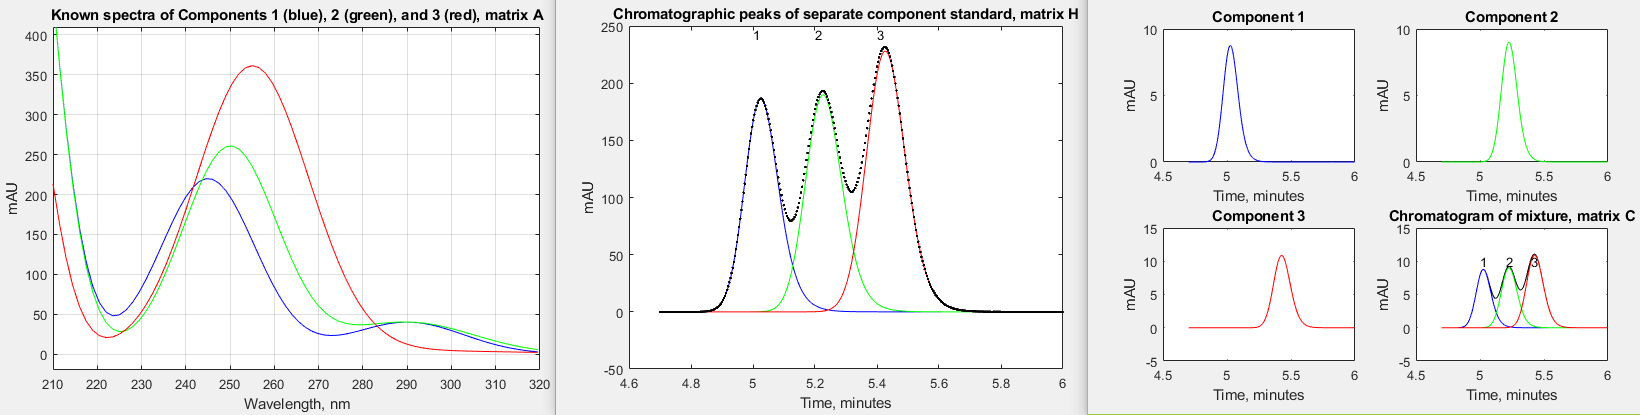 Known spectra of Components 1 (blue), 2 (green), and 3 (red), matrix A
400
350
300
250
200
150
100
50
0
mAU
210 220 230 240 250 260 270 280 290 300 310 320
Wavelength, nm
Chromatographic peaks of separate component standard, matrix H
250
200
150
100
50
0
-50
mAU
1 2 3
4.6 4.8 5 5.2 5.4 5.6 5.8 6
Time, minutes
Component 1
10
5
0
mAU
4.5 5 5.5 6
Time, minutes
Component 2
10
5
0
mAU
4.5 5 5.5 6
Time, minutes
Component 3
15
10
5
0
-5
mAU
4.5 5 5.5 6
Time, minutes
Chromatogram of mixture, matrix C
15
10
5
0
-5
mAU
1 2 3
4.5 5 5.5 6
Time, minutes